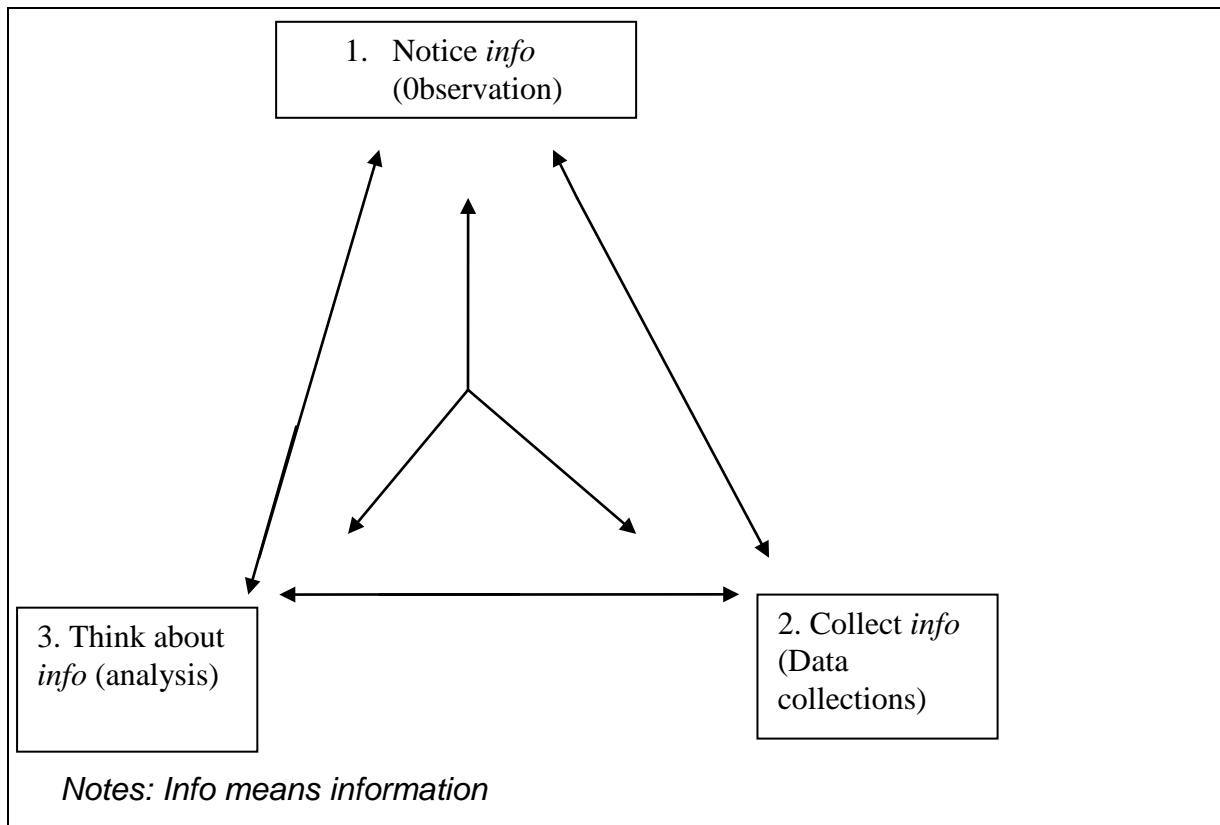 1. Notice info
(0bservation)
3. Think about
info (analysis)
2. Collect info
(Data
collections)
Notes: Info means information